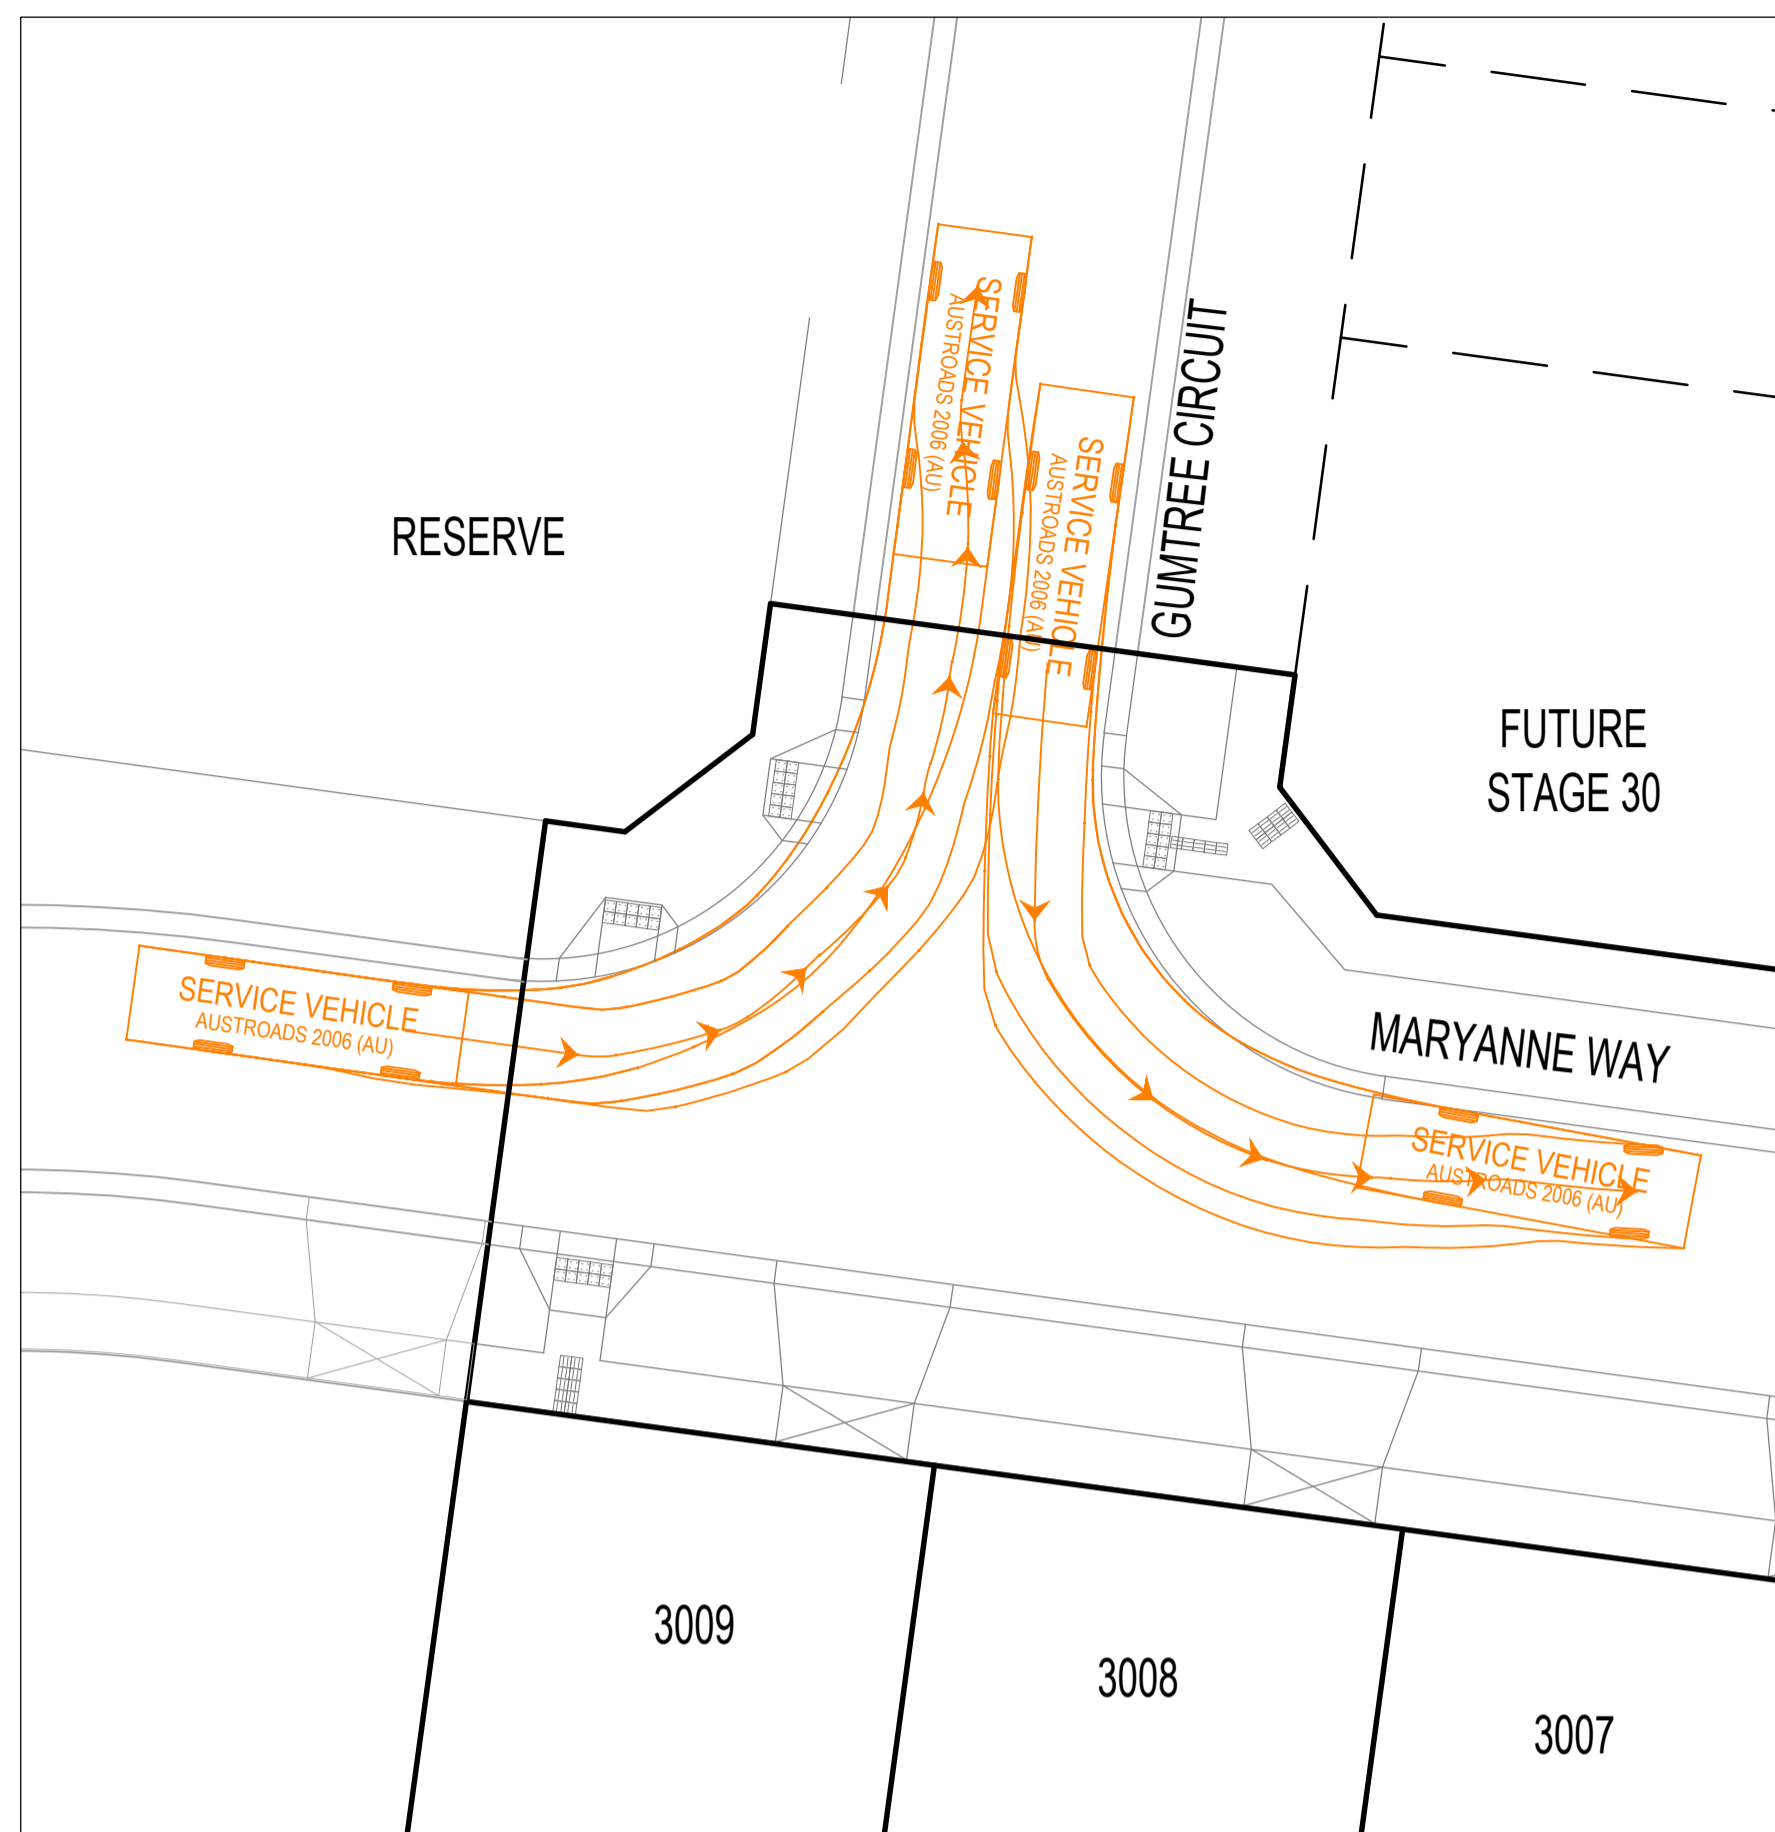 SERVICE VEHICLE
AUSTROADS 2006 (AU)
SERVICE VEHICLE
AUSTROADS 2006 (AU)
GUMTREE CIRCUIT
RESERVE
FUTURE
STAGE 30
SERVICE VEHICLE
AUSTROADS 2006 (AU)
MARYANNE WAY
SERVICE VEHICLE
AUSTROADS 2006 (AU)
3009
3008
3007